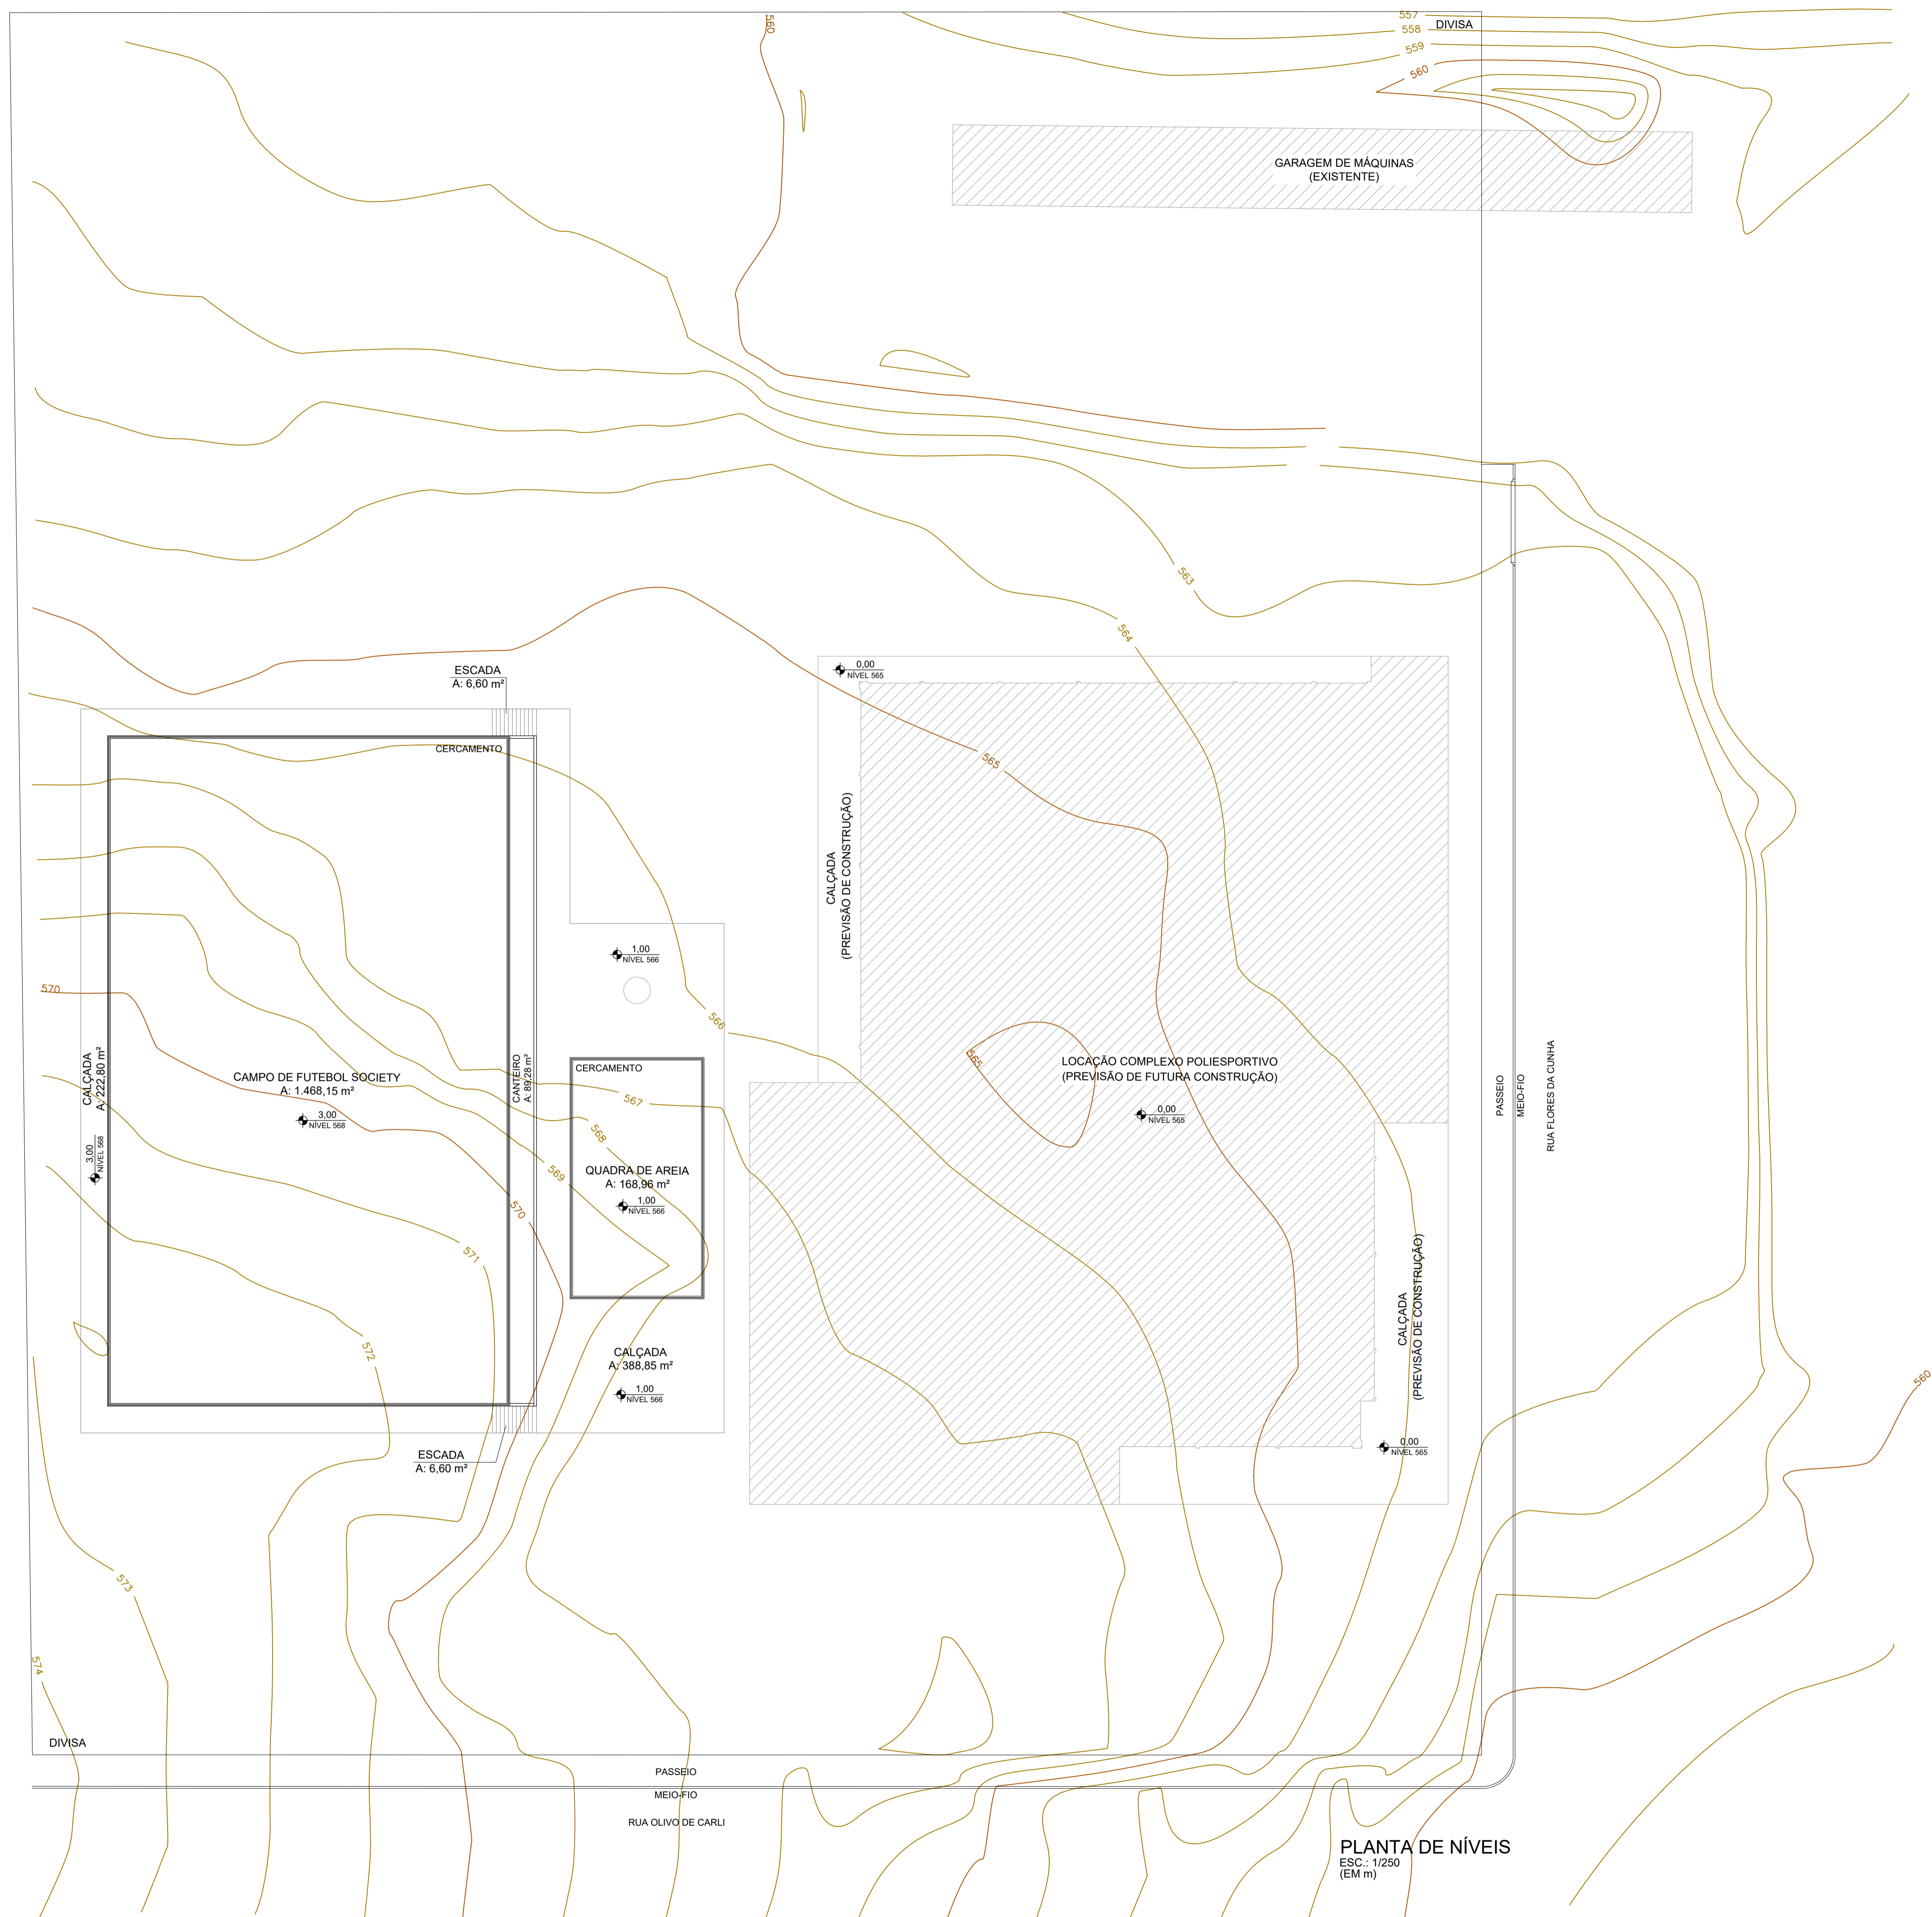 560
557
DIVISA
558
559
560
GARAGEM DE MÁQUINAS
(EXISTENTE)
563
564
ESCADA
A: 6,60 m²
0,00
NÍVEL 565
CERCAMENTO
565
CALÇADA
(PREVISÃO DE CONSTRUÇÃO)
1,00
NÍVEL 566
570
566
CALÇADA
A: 222,80 m²
CAMPO DE FUTEBOL SOCIETY
A: 1.468,15 m²
3,00
NÍVEL 568
CANTEIRO
A: 89,28 m²
CERCAMENTO
567
565
LOCAÇÃO COMPLEXO POLIESPORTIVO
(PREVISÃO DE FUTURA CONSTRUÇÃO)
0,00
NÍVEL 565
PASSEIO
MEIO-FIO
RUA FLORES DA CUNHA
3,00
NÍVEL 568
568
569
QUADRA DE AREIA
A: 168,96 m²
1,00
NÍVEL 566
570
571
572
CALÇADA
A: 388,85 m²
1,00
NÍVEL 566
CALÇADA
(PREVISÃO DE CONSTRUÇÃO)
560
0,00
NÍVEL 565
ESCADA
A: 6,60 m²
573
574
DIVISA
PASSEIO
MEIO-FIO
RUA OLIVO DE CARLI
PLANTA DE NÍVEIS
ESC.: 1/250
(EM m)